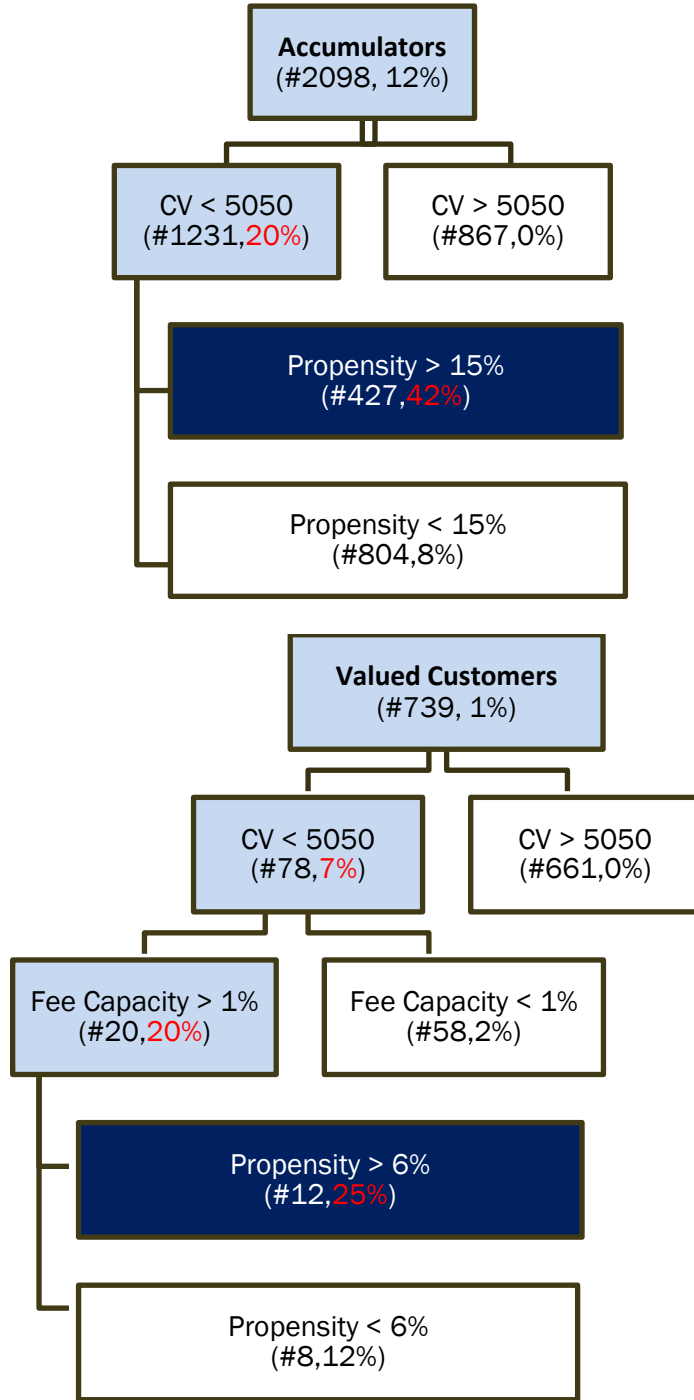 Accumulators
(#2098, 12%)
CV < 5050
(#1231,20%)
CV > 5050
(#867,0%)
Propensity > 15%
(#427,42%)
Propensity < 15%
(#804,8%)
Valued Customers
(#739, 1%)
CV < 5050
(#78,7%)
CV > 5050
(#661,0%)
Fee Capacity > 1%
(#20,20%)
Fee Capacity < 1%
(#58,2%)
Propensity > 6%
(#12,25%)
Propensity < 6%
(#8,12%)